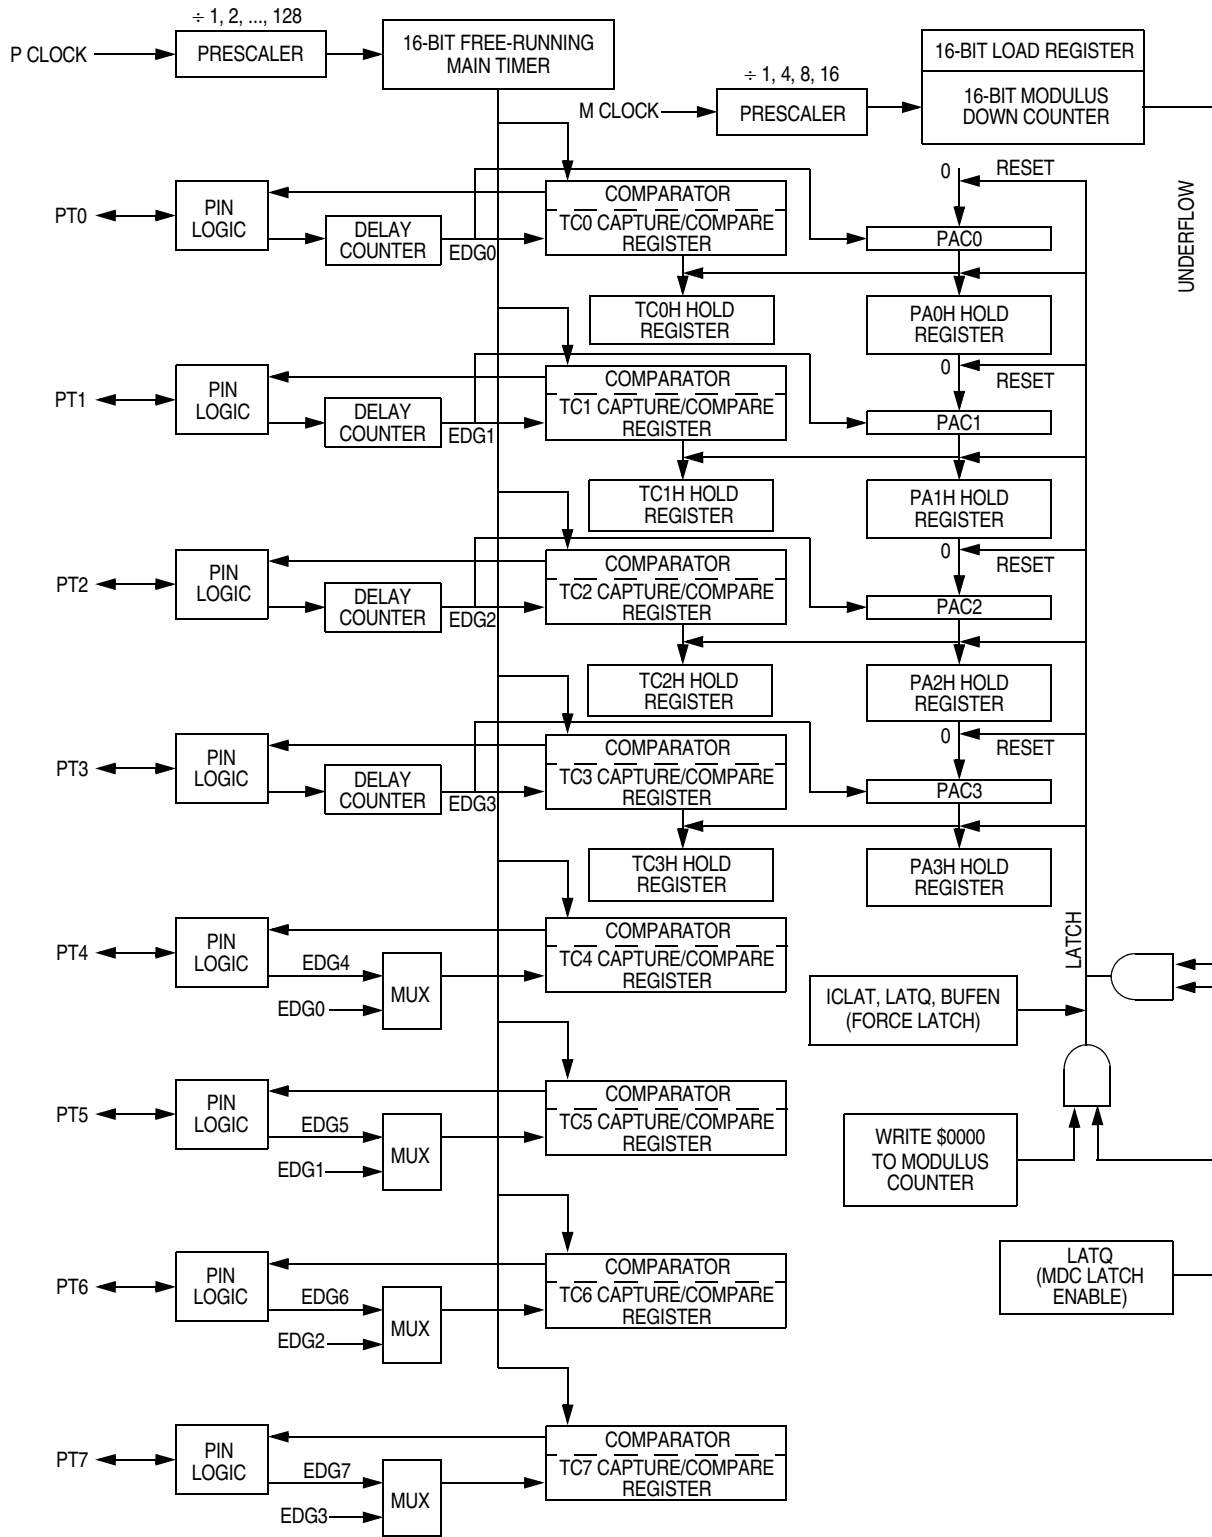 ÷ 1, 2, ..., 128
P CLOCK
PRESCALER
16-BIT FREE-RUNNING
MAIN TIMER
÷ 1, 4, 8, 16
M CLOCK
PRESCALER
16-BIT LOAD REGISTER
16-BIT MODULUS
DOWN COUNTER
UNDERFLOW
PT0
PIN
LOGIC
DELAY
COUNTER
EDG0
COMPARATOR
TC0 CAPTURE/COMPARE
REGISTER
0
RESET
PAC0
TC0H HOLD
REGISTER
PA0H HOLD
REGISTER
PT1
PIN
LOGIC
DELAY
COUNTER
EDG1
COMPARATOR
TC1 CAPTURE/COMPARE
REGISTER
0
RESET
PAC1
TC1H HOLD
REGISTER
PA1H HOLD
REGISTER
PT2
PIN
LOGIC
DELAY
COUNTER
EDG2
COMPARATOR
TC2 CAPTURE/COMPARE
REGISTER
0
RESET
PAC2
TC2H HOLD
REGISTER
PA2H HOLD
REGISTER
PT3
PIN
LOGIC
DELAY
COUNTER
EDG3
COMPARATOR
TC3 CAPTURE/COMPARE
REGISTER
0
RESET
PAC3
TC3H HOLD
REGISTER
PA3H HOLD
REGISTER
PT4
PIN
LOGIC
EDG4
EDG0
MUX
COMPARATOR
TC4 CAPTURE/COMPARE
REGISTER
LATCH
ICLAT, LATQ, BUFEN
(FORCE LATCH)
PT5
PIN
LOGIC
EDG5
EDG1
MUX
COMPARATOR
TC5 CAPTURE/COMPARE
REGISTER
WRITE $0000
TO MODULUS
COUNTER
PT6
PIN
LOGIC
EDG6
EDG2
MUX
COMPARATOR
TC6 CAPTURE/COMPARE
REGISTER
LATQ
(MDC LATCH
ENABLE)
PT7
PIN
LOGIC
EDG7
EDG3
MUX
COMPARATOR
TC7 CAPTURE/COMPARE
REGISTER